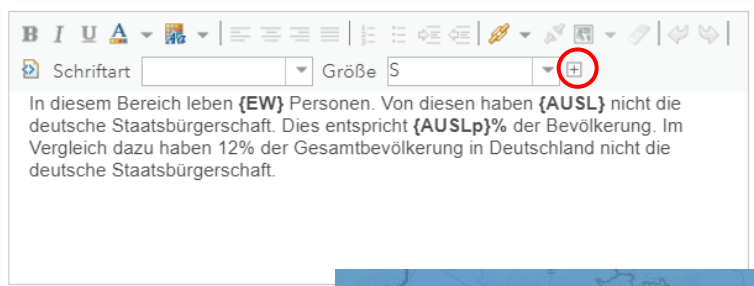 B I U A
Schriftart Größe S
In diesem Bereich leben {EW} Personen. Von diesen haben {AUSL} nicht die
deutsche Staatsbürgerschaft. Dies entspricht {AUSLp}% der Bevölkerung. Im
Vergleich dazu haben 12% der Gesamtbevölkerung in Deutschland nicht die
deutsche Staatsbürgerschaft.